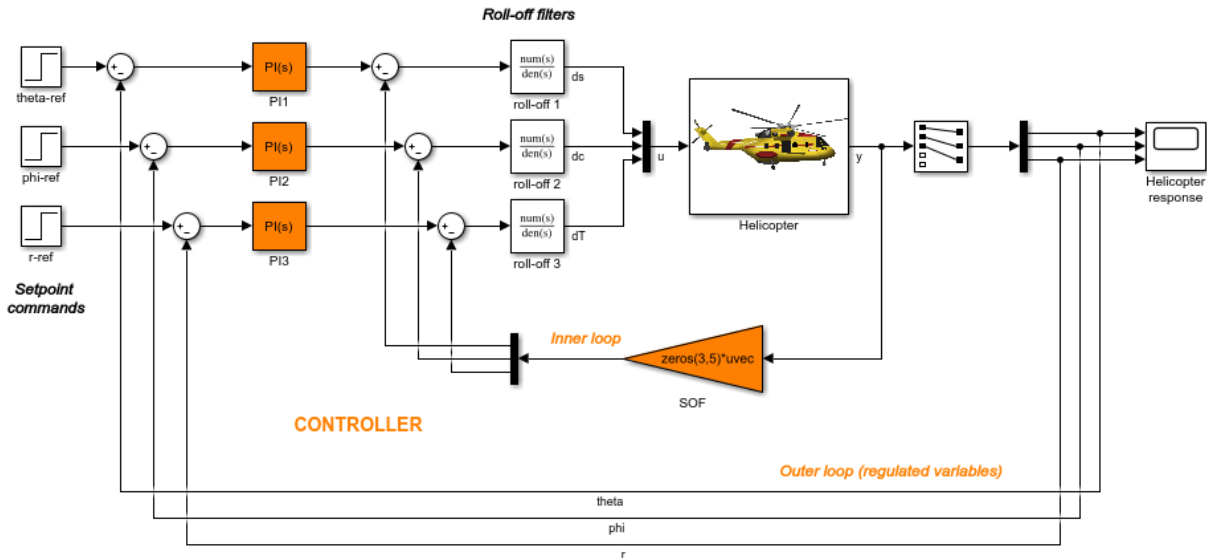 Roll-off filters
theta-ref
+
−
PI(s)
PI1
+
−
num(s)
den(s)
roll-off 1
ds
phi-ref
+
−
PI(s)
PI2
+
−
num(s)
den(s)
roll-off 2
dc
u
Helicopter
y
Helicopter
response
r-ref
+
−
PI(s)
PI3
+
−
num(s)
den(s)
roll-off 3
dT
Setpoint
commands
Inner loop
zeros(3,5)*uvec
SOF
CONTROLLER
Outer loop (regulated variables)
theta
phi
r